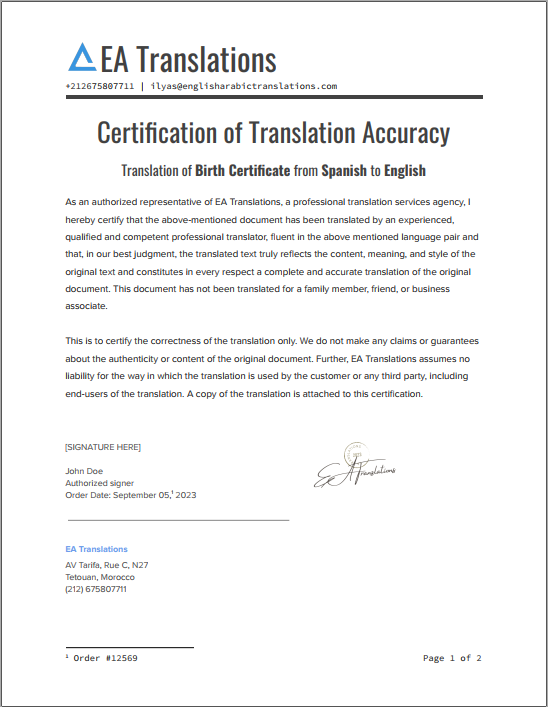 EA Translations
+212675807711 | ilyas@englisharabictranslations.com
Certification of Translation Accuracy
Translation of Birth Certificate from Spanish to English
As an authorized representative of EA Translations, a professional translation services agency, I
hereby certify that the above-mentioned document has been translated by an experienced,
qualified and competent professional translator, fluent in the above mentioned language pair and
that, in our best judgment, the translated text truly reflects the content, meaning, and style of the
original text and constitutes in every respect a complete and accurate translation of the original
document. This document has not been translated for a family member, friend, or business
associate.
This is to certify the correctness of the translation only. We do not make any claims or guarantees
about the authenticity or content of the original document. Further, EA Translations assumes no
liability for the way in which the translation is used by the customer or any third party, including
end-users of the translation. A copy of the translation is attached to this certification.
[SIGNATURE HERE]
John Doe
Authorized signer
Order Date: September 05,¹ 2023
EA Translations
EA Translations
AV Tarifa, Rue C, N27
Tetouan, Morocco
(212) 675807711
¹ Order #12569
Page 1 of 2